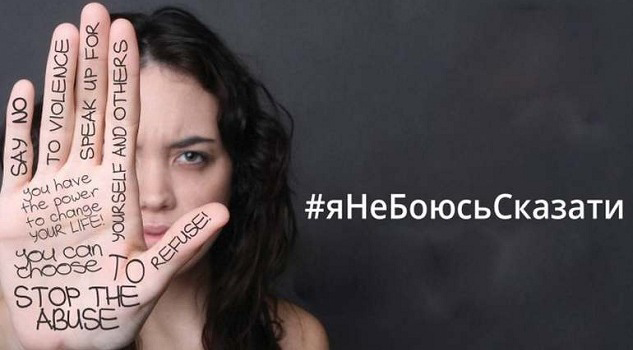 SAY NO
TO VIOLENCE
SPEAK UP FOR
YOURSELF AND OTHERS
you have
the power
to change
YOUR LIFE!
you can
choose
TO
REFUSE!
STOP THE
ABUSE
#яНеБоюсьСказати